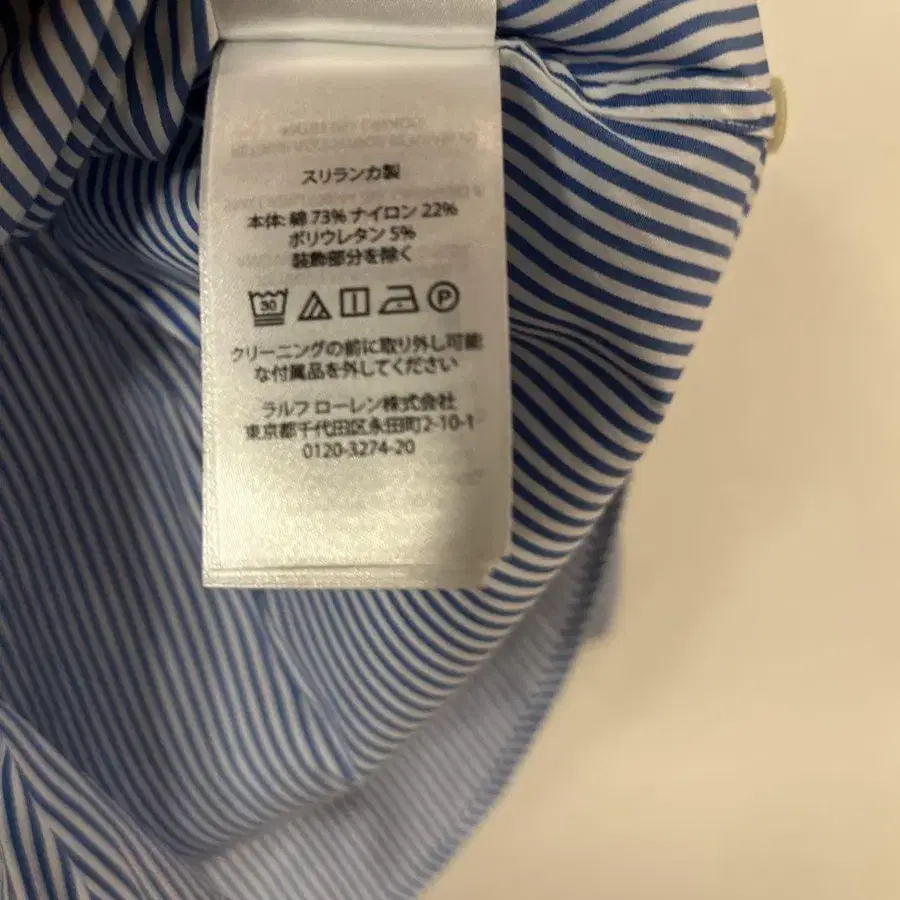 スリランカ製
本体: 綿 73% ナイロン 22%
ポリウレタン 5%
装飾部分を除く
30 P
クリーニングの前に取り外し可能
な付属品を外してください
ラルフ ローレン株式会社
東京都千代田区永田町2-10-1
0120-3274-20